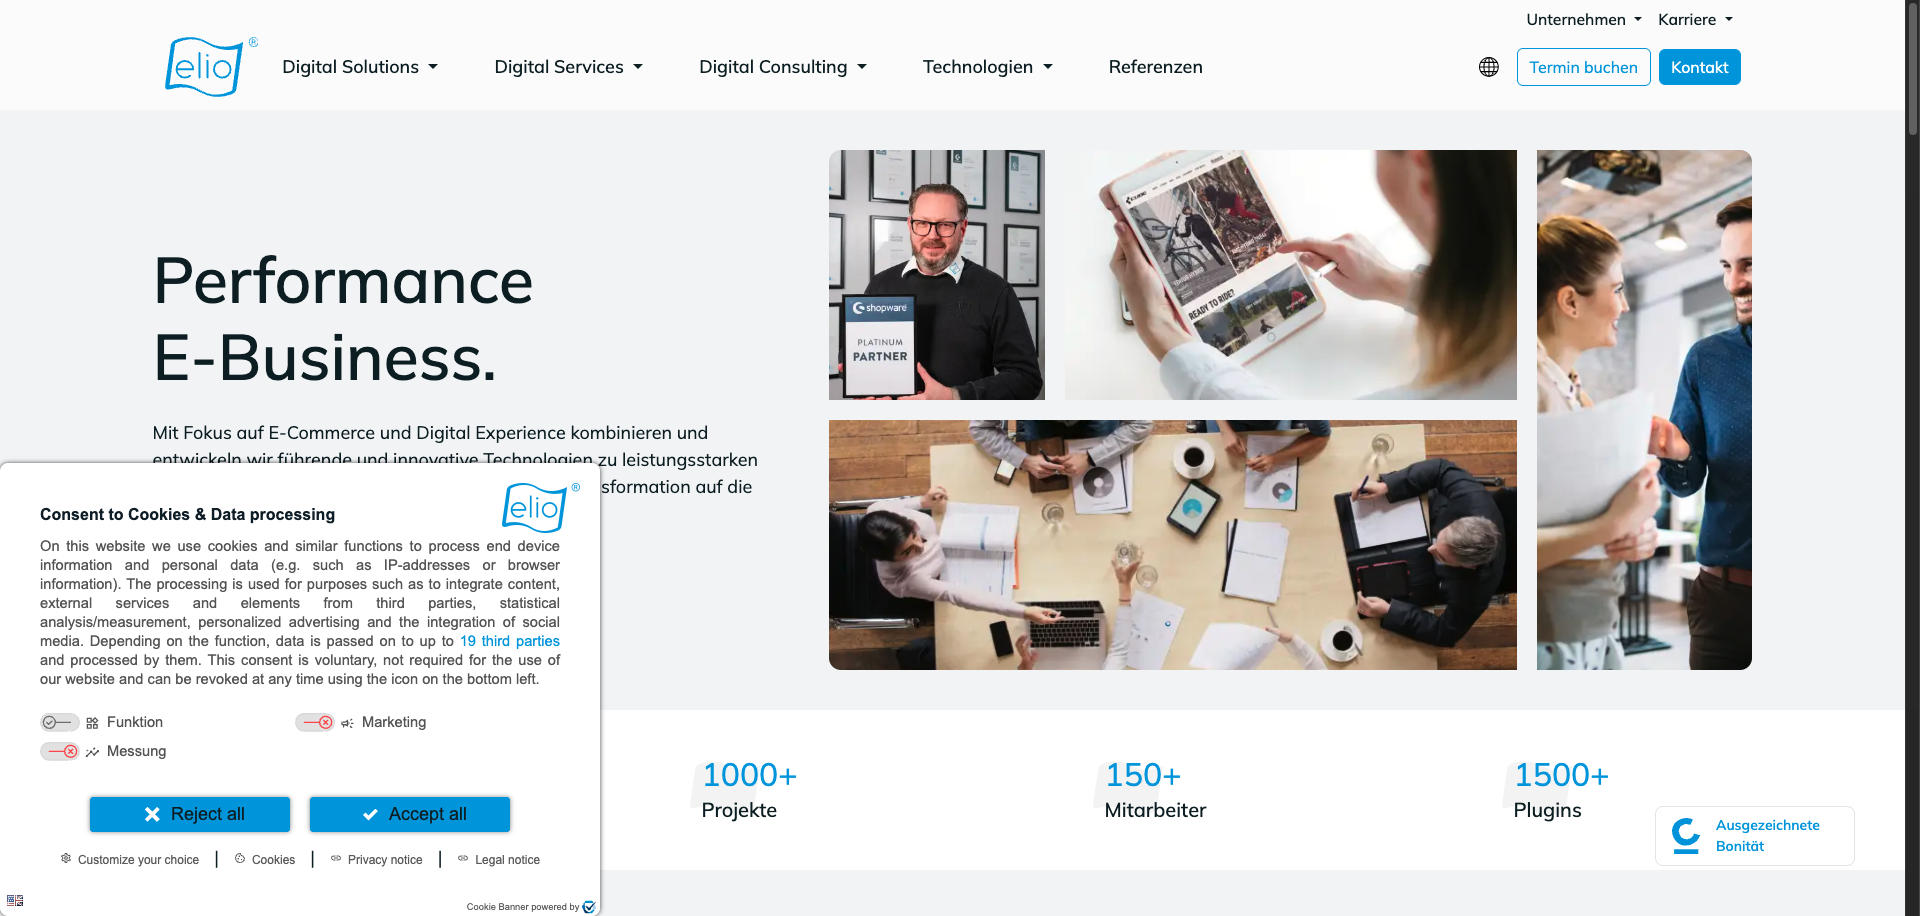 Unternehmen
Karriere
elio®
Digital Solutions
Digital Services
Digital Consulting
Technologien
Referenzen
Termin buchen
Kontakt
Performance
E-Business.
Mit Fokus auf E-Commerce und Digital Experience kombinieren und
entwickeln wir führende und innovative Technologien zu leistungsstarken
sformation auf die
shopware
PLATINUM
PARTNER
CUBE
READY TO RIDE?
elio®
Consent to Cookies & Data processing
On this website we use cookies and similar functions to process end device
information and personal data (e.g. such as IP-addresses or browser
information). The processing is used for purposes such as to integrate content,
external services and elements from third parties, statistical
analysis/measurement, personalized advertising and the integration of social
media. Depending on the function, data is passed on to up to 19 third parties
and processed by them. This consent is voluntary, not required for the use of
our website and can be revoked at any time using the icon on the bottom left.
Funktion
Marketing
Messung
Reject all
Accept all
Customize your choice
Cookies
Privacy notice
Legal notice
Cookie Banner powered by
1000+
Projekte
150+
Mitarbeiter
1500+
Plugins
Ausgezeichnete
Bonität